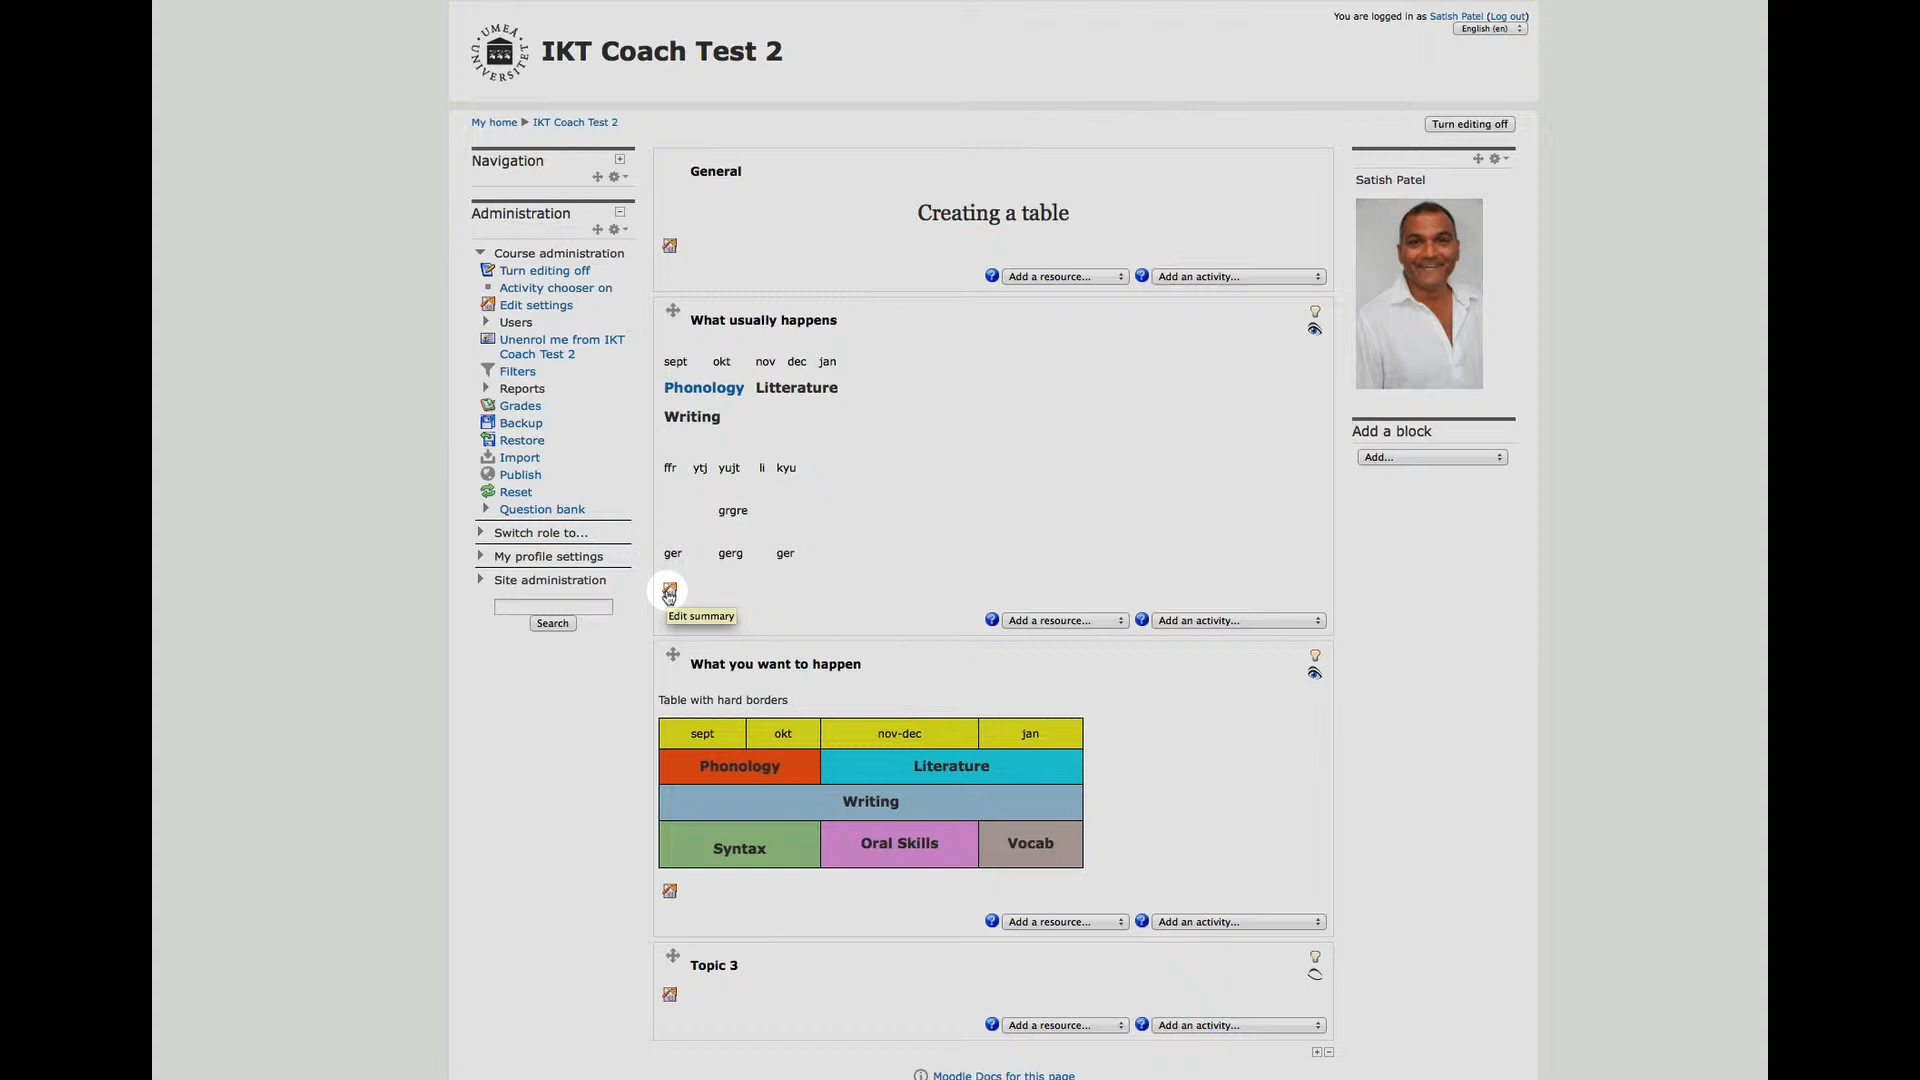 You are logged in as Satish Patel (Log out)
English (en)
UMEÅ UNIVERSITET
IKT Coach Test 2
My home ► IKT Coach Test 2
Turn editing off
Navigation
Administration
Course administration
Turn editing off
Activity chooser on
Edit settings
Users
Unenrol me from IKT
Coach Test 2
Filters
Reports
Grades
Backup
Restore
Import
Publish
Reset
Question bank
Switch role to...
My profile settings
Site administration
Search
General
Creating a table
Add a resource... Add an activity...
What usually happens
sept okt nov dec jan
Phonology Litterature
Writing
ffr ytj yujt li kyu
grgre
ger gerg ger
Edit summary
Add a resource... Add an activity...
What you want to happen
Table with hard borders
sept okt nov-dec jan
Phonology Literature
Writing
Syntax Oral Skills Vocab
Add a resource... Add an activity...
Topic 3
Add a resource... Add an activity...
Moodle Docs for this page
Satish Patel
Add a block
Add...